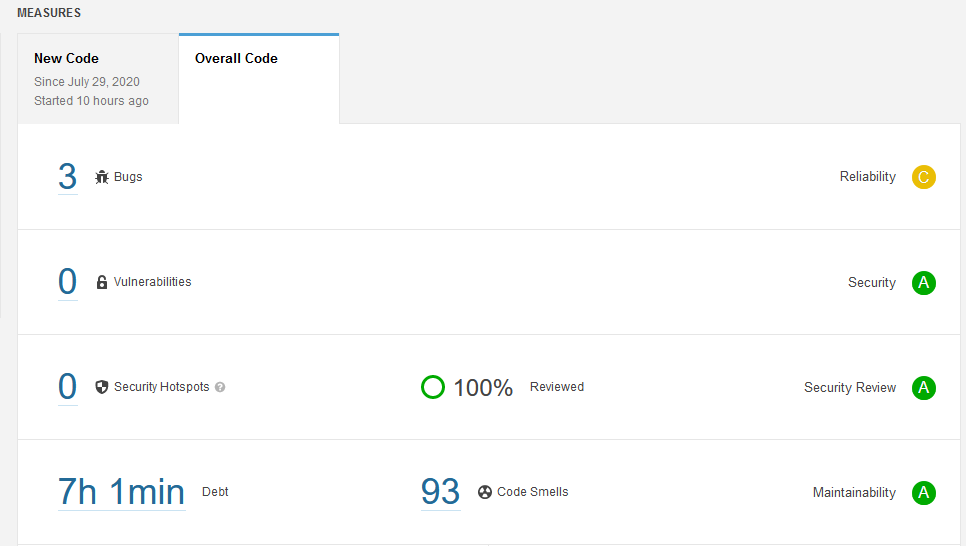 MEASURES
New Code
Since July 29, 2020
Started 10 hours ago
Overall Code
3 Bugs Reliability C
0 Vulnerabilities Security A
0 Security Hotspots ? 100% Reviewed Security Review A
7h 1min Debt 93 Code Smells Maintainability A